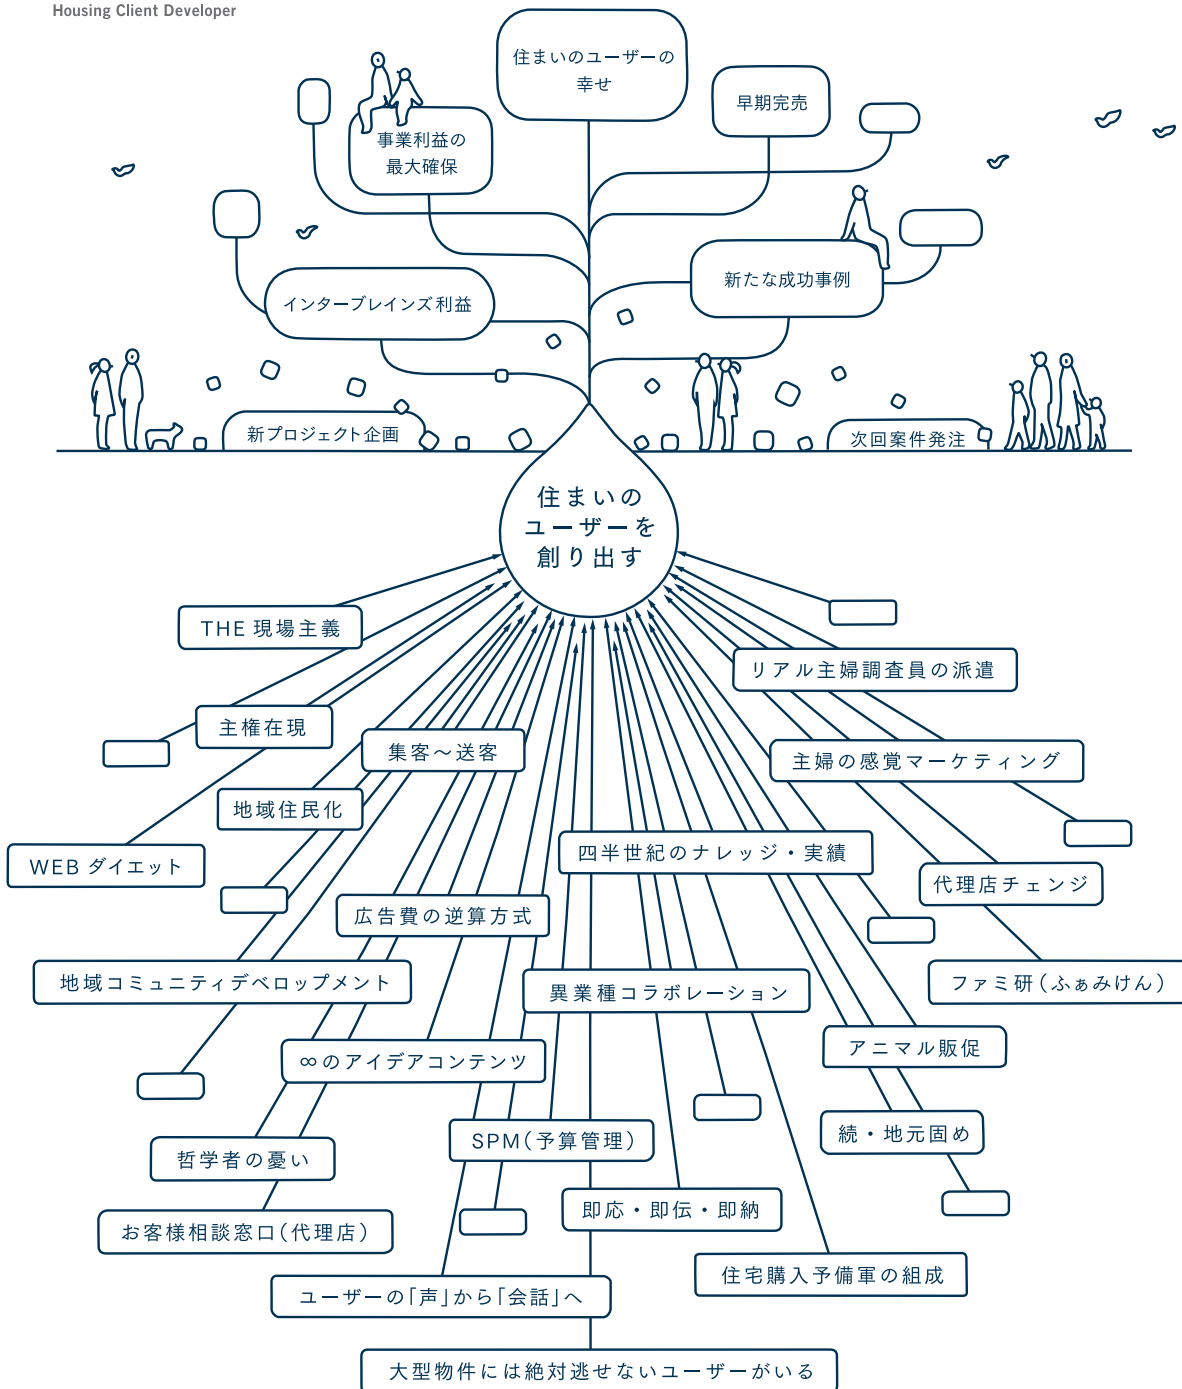 Housing Client Developer
住まいのユーザーの
幸せ
早期完売
事業利益の
最大確保
新たな成功事例
インターブレインズ利益
新プロジェクト企画
次回案件発注
住まいの
ユーザーを
創り出す
THE 現場主義
リアル主婦調査員の派遣
主権在現
集客〜送客
主婦の感覚マーケティング
地域住民化
四半世紀のナレッジ・実績
WEB ダイエット
代理店チェンジ
広告費の逆算方式
地域コミュニティデベロップメント
異業種コラボレーション
ファミ研(ふぁみけん)
∞のアイデアコンテンツ
アニマル販促
SPM(予算管理)
続・地元固め
哲学者の憂い
即応・即伝・即納
お客様相談窓口(代理店)
住宅購入予備軍の組成
ユーザーの「声」から「会話」へ
大型物件には絶対逃せないユーザーがいる